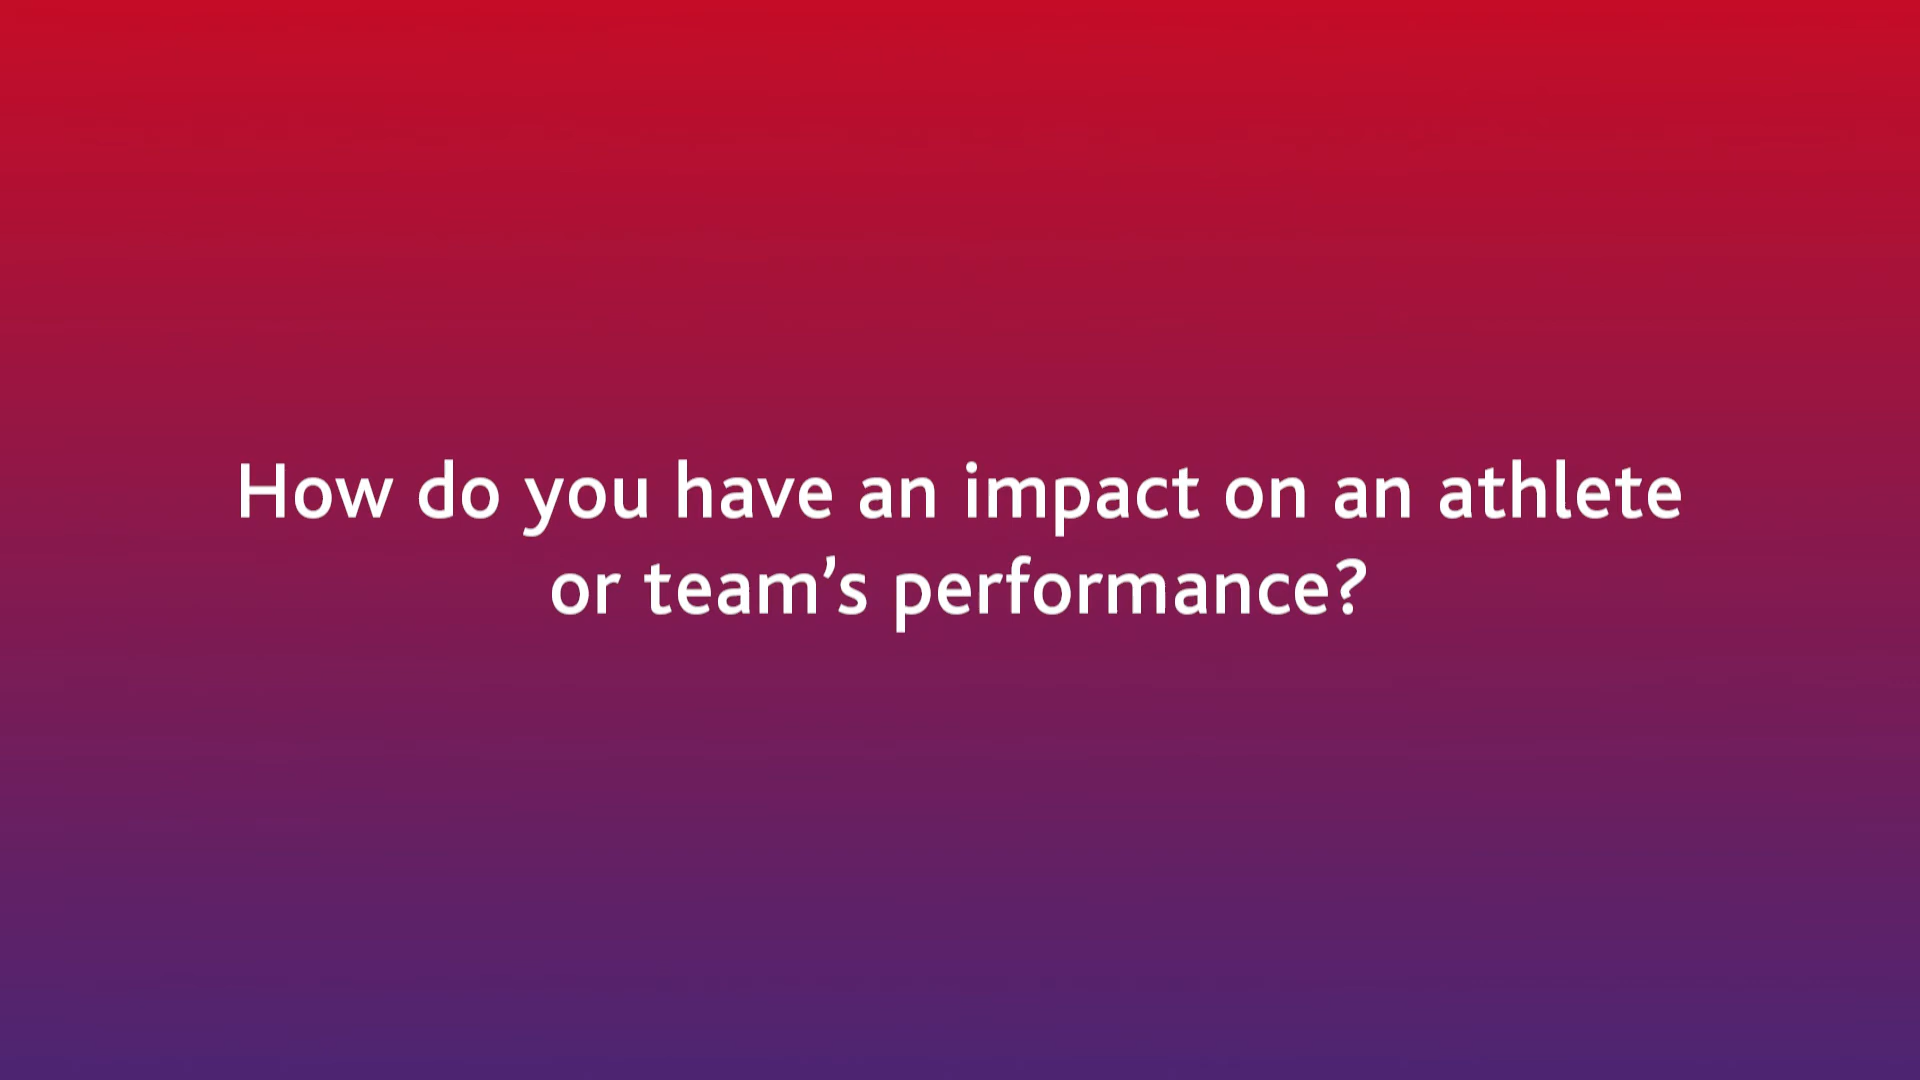 How do you have an impact on an athlete
or team’s performance?